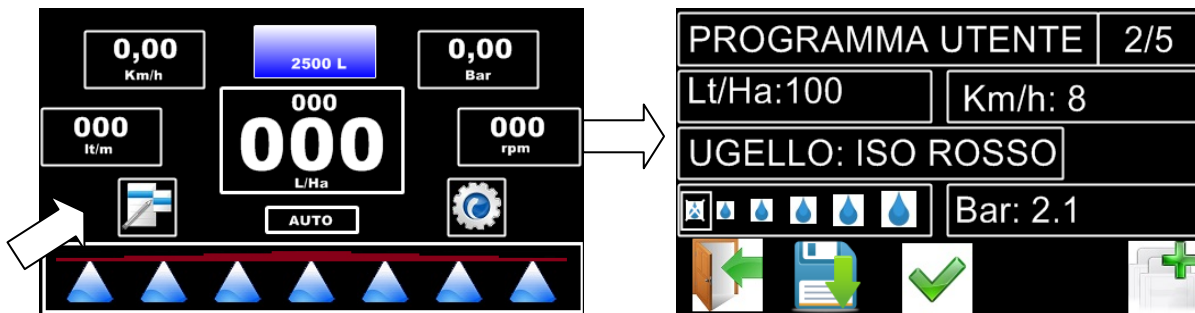 0,00
Km/h
2500 L
0,00
Bar
000
lt/m
000
000
L/Ha
000
rpm
AUTO
PROGRAMMA UTENTE 2/5
Lt/Ha:100 Km/h: 8
UGELLO: ISO ROSSO
Bar: 2.1